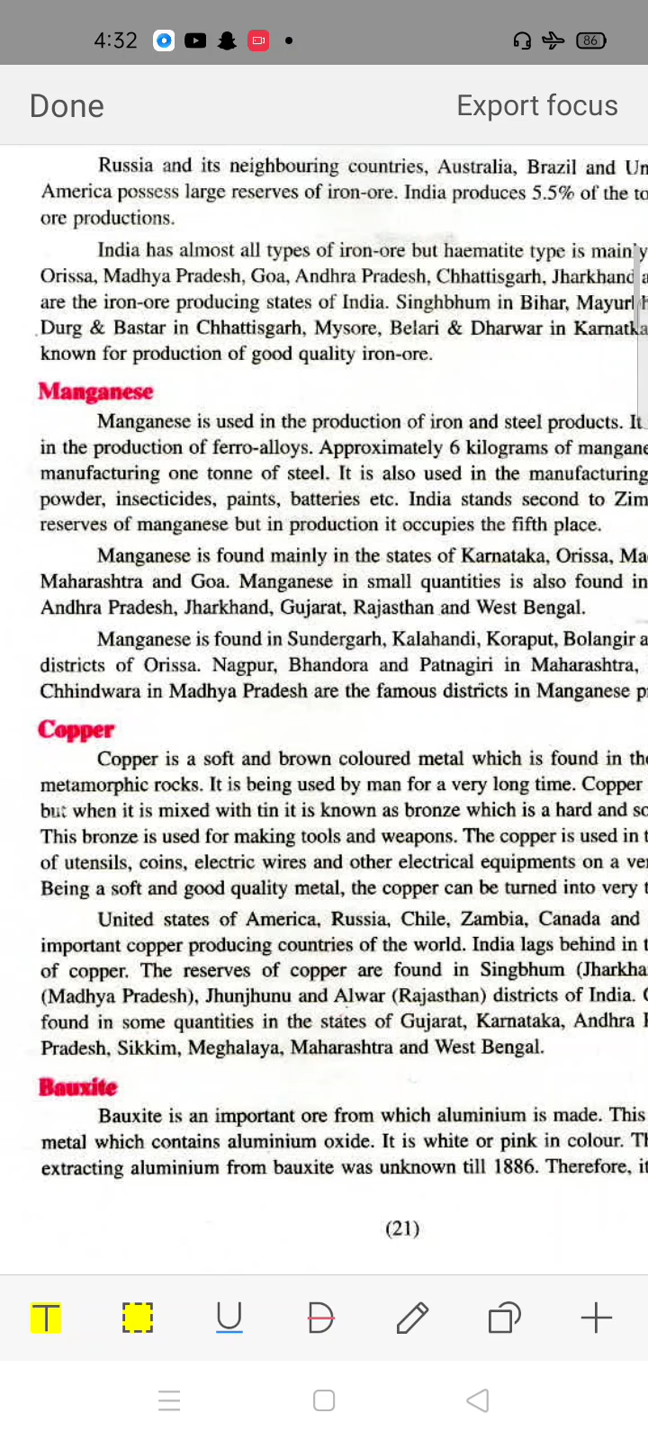 4:32
86
Done
Export focus
Russia and its neighbouring countries, Australia, Brazil and Un
America possess large reserves of iron-ore. India produces 5.5% of the to
ore productions.
India has almost all types of iron-ore but haematite type is mainly
Orissa, Madhya Pradesh, Goa, Andhra Pradesh, Chhattisgarh, Jharkhand a
are the iron-ore producing states of India. Singhbhum in Bihar, Mayurbh
Durg & Bastar in Chhattisgarh, Mysore, Belari & Dharwar in Karnatka
known for production of good quality iron-ore.
Manganese
Manganese is used in the production of iron and steel products. It
in the production of ferro-alloys. Approximately 6 kilograms of mangane
manufacturing one tonne of steel. It is also used in the manufacturing
powder, insecticides, paints, batteries etc. India stands second to Zim
reserves of manganese but in production it occupies the fifth place.
Manganese is found mainly in the states of Karnataka, Orissa, Ma
Maharashtra and Goa. Manganese in small quantities is also found in
Andhra Pradesh, Jharkhand, Gujarat, Rajasthan and West Bengal.
Manganese is found in Sundergarh, Kalahandi, Koraput, Bolangir a
districts of Orissa. Nagpur, Bhandora and Patnagiri in Maharashtra,
Chhindwara in Madhya Pradesh are the famous districts in Manganese p
Copper
Copper is a soft and brown coloured metal which is found in the
metamorphic rocks. It is being used by man for a very long time. Copper
but when it is mixed with tin it is known as bronze which is a hard and so
This bronze is used for making tools and weapons. The copper is used in t
of utensils, coins, electric wires and other electrical equipments on a ve
Being a soft and good quality metal, the copper can be turned into very t
United states of America, Russia, Chile, Zambia, Canada and
important copper producing countries of the world. India lags behind in t
of copper. The reserves of copper are found in Singbhum (Jharkha
(Madhya Pradesh), Jhunjhunu and Alwar (Rajasthan) districts of India. C
found in some quantities in the states of Gujarat, Karnataka, Andhra P
Pradesh, Sikkim, Meghalaya, Maharashtra and West Bengal.
Bauxite
Bauxite is an important ore from which aluminium is made. This
metal which contains aluminium oxide. It is white or pink in colour. Th
extracting aluminium from bauxite was unknown till 1886. Therefore, it
(21)